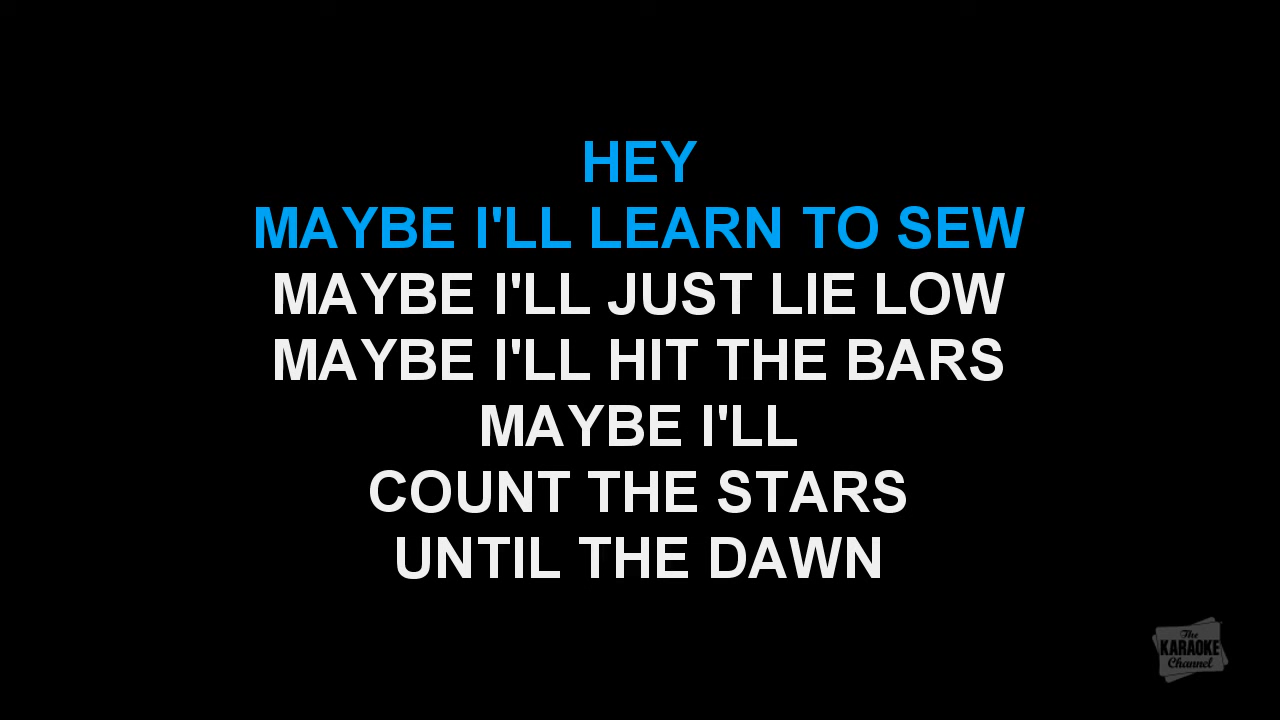 HEY
MAYBE I'LL LEARN TO SEW
MAYBE I'LL JUST LIE LOW
MAYBE I'LL HIT THE BARS
MAYBE I'LL
COUNT THE STARS
UNTIL THE DAWN
The
KARAOKE
Channel